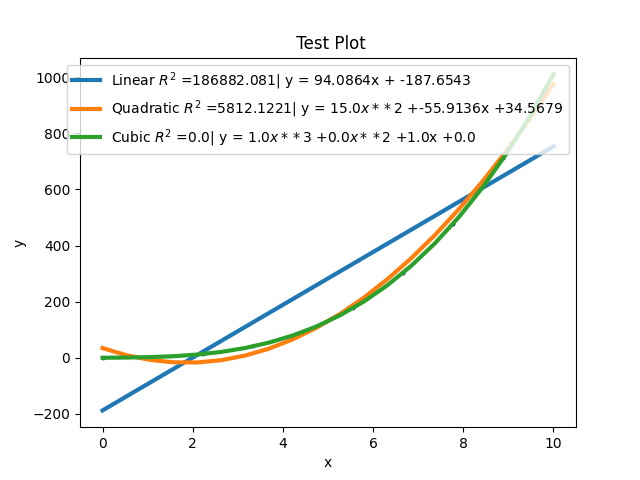 Test Plot
Linear R² =186882.081| y = 94.0864x + -187.6543
Quadratic R² =5812.1221| y = 15.0x * *2 +-55.9136x +34.5679
Cubic R² =0.0| y = 1.0x * *3 +0.0x * *2 +1.0x +0.0
1000
800
600
400
200
0
−200
y
0 2 4 6 8 10
x